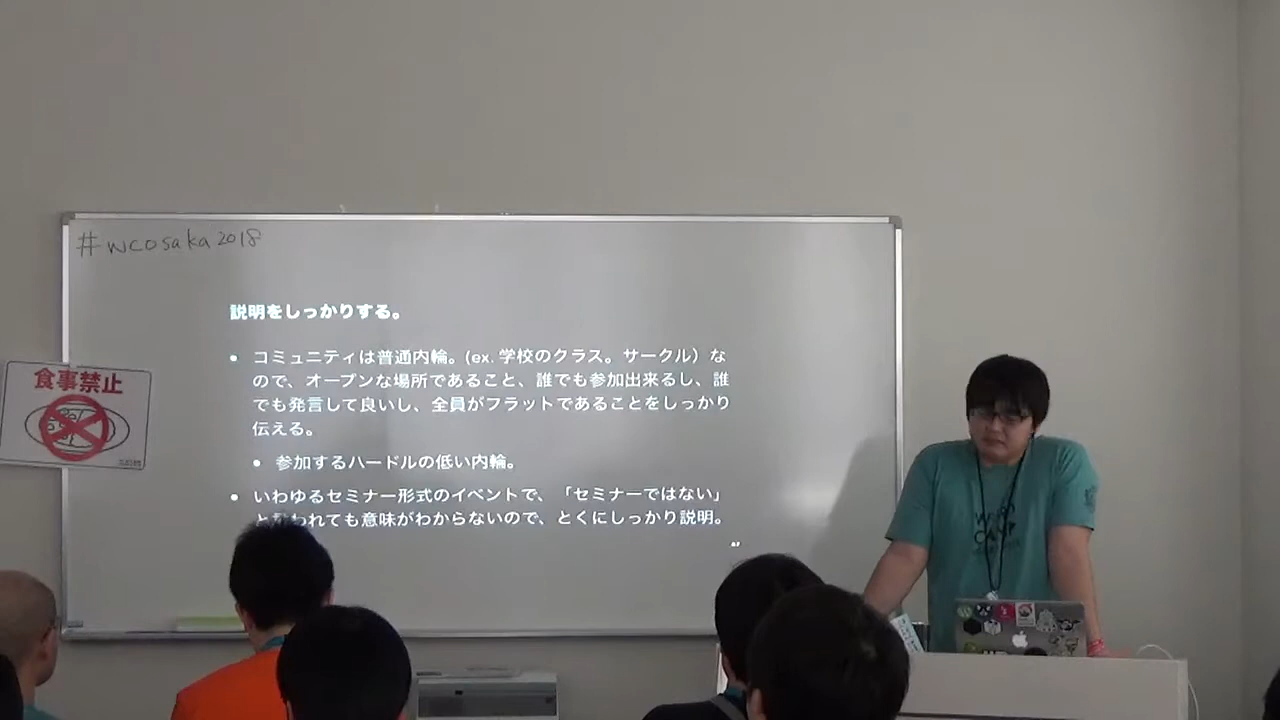 #wcosaka2018
説明をしっかりする。
• コミュニティは普通内輪。(ex. 学校のクラス。サークル）な
ので、オープンな場所であること、誰でも参加出来るし、誰
でも発言して良いし、全員がフラットであることをしっかり
伝える。
• 参加するハードルの低い内輪。
• いわゆるセミナー形式のイベントで、「セミナーではない」
と言われても意味がわからないので、とくにしっかり説明。
食事禁止